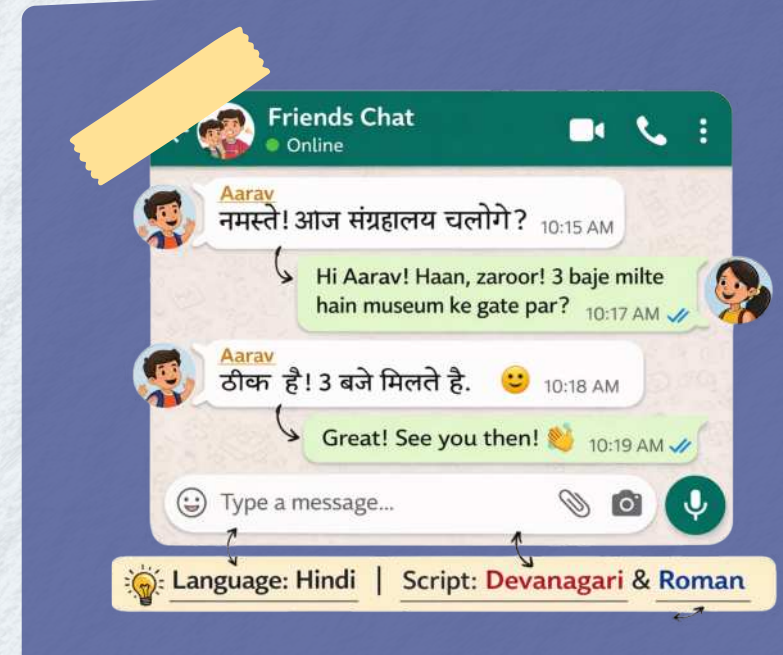 Friends Chat
Online
Aarav
नमस्ते! आज संग्रहालय चलोगे? 10:15 AM
Hi Aarav! Haan, zaroor! 3 baje milte
hain museum ke gate par? 10:17 AM
Aarav
ठीक है! 3 बजे मिलते है. 10:18 AM
Great! See you then! 10:19 AM
Type a message...
Language: Hindi | Script: Devanagari & Roman